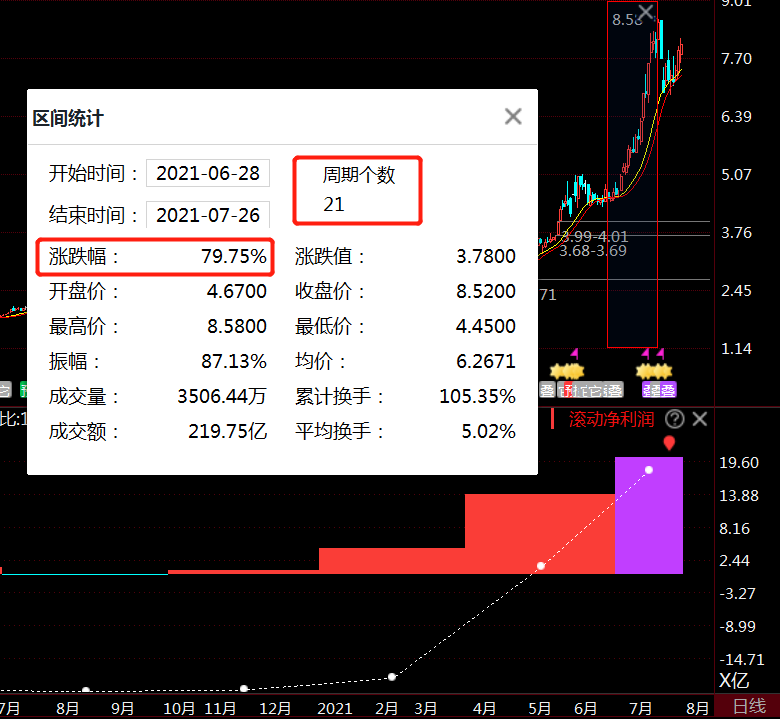 9.01
8.58
7.70
区间统计
6.39
开始时间： 2021-06-28
周期个数
21
5.07
结束时间： 2021-07-26
3.99-4.01
3.76
涨跌幅： 79.75% 涨跌值： 3.7800
3.68-3.69
开盘价： 4.6700 收盘价： 8.5200
71
2.45
最高价： 8.5800 最低价： 4.4500
1.14
振幅： 87.13% 均价： 6.2671
成交量： 3506.44万 累计换手： 105.35%
比:1
滚动净利润
成交额： 219.75亿 平均换手： 5.02%
19.60
13.88
8.16
2.44
-3.27
-8.99
-14.71
X亿
7月 8月 9月 10月 11月 12月 2021 2月 3月 4月 5月 6月 7月 8月 日线